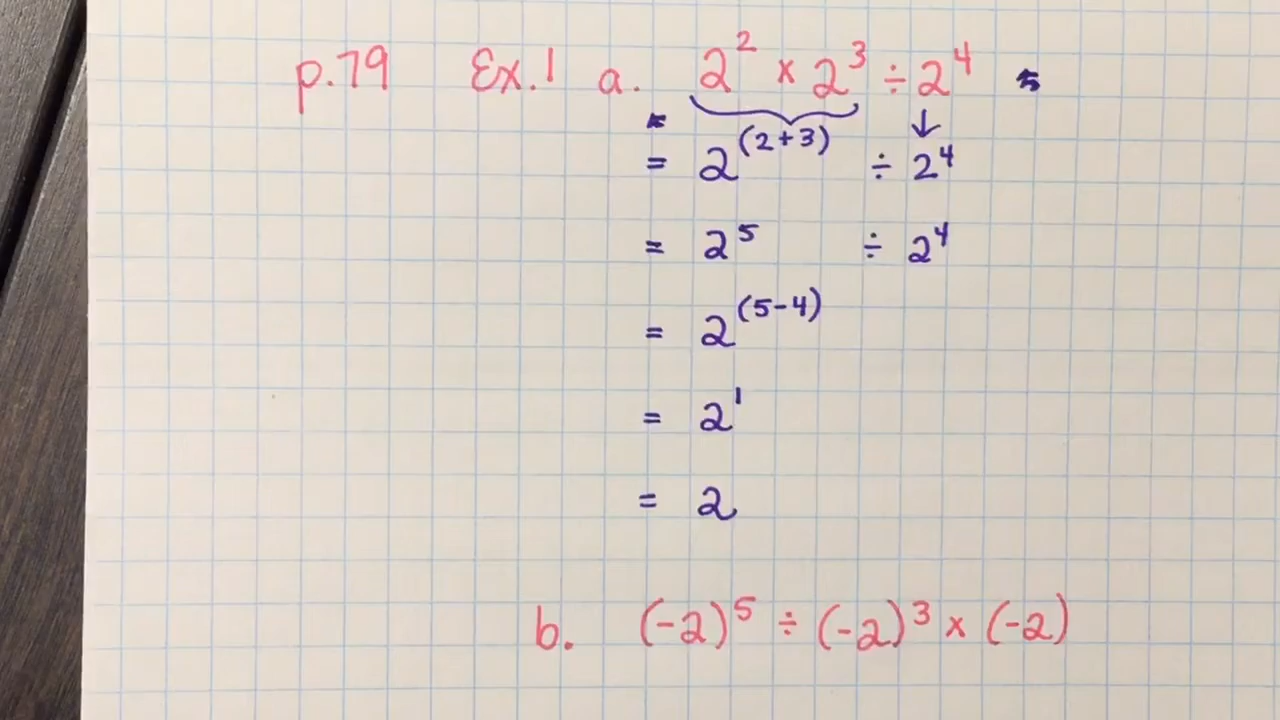 p.79 Ex.1 a. 2² × 2³ ÷ 2⁴
= 2⁽²⁺³⁾ ÷ 2⁴
= 2⁵ ÷ 2⁴
= 2⁽⁵⁻⁴⁾
= 2¹
= 2
b. (-2)⁵ ÷ (-2)³ × (-2)